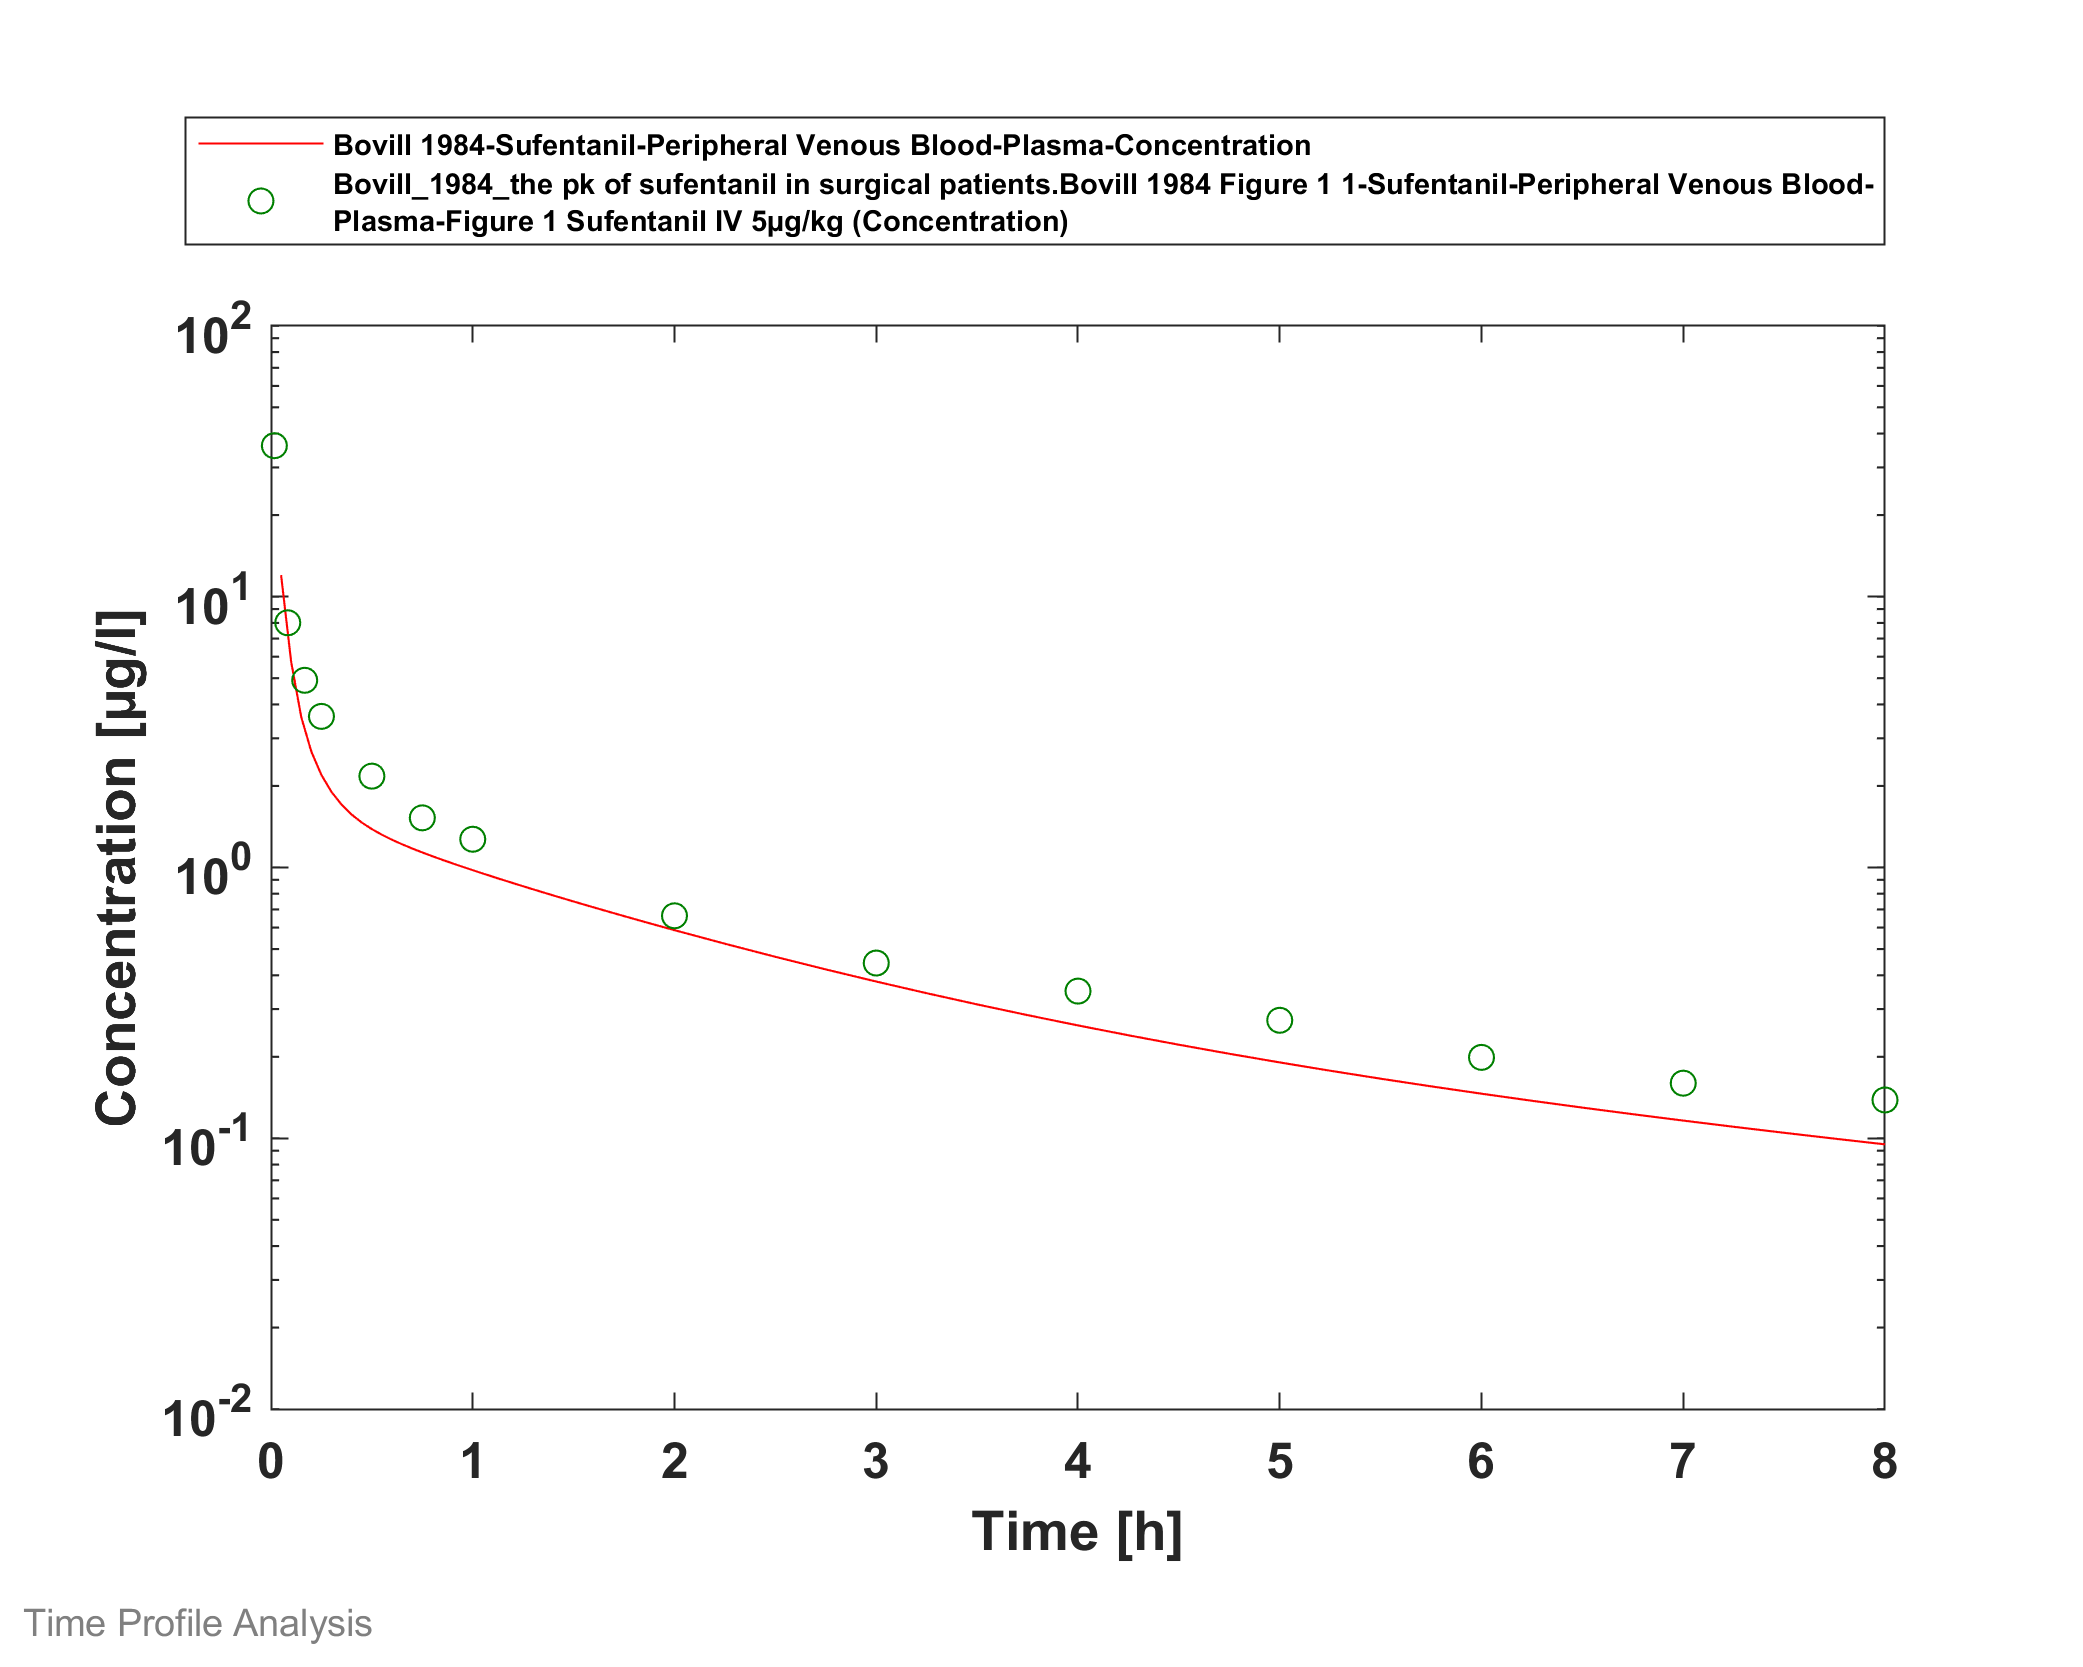 Bovill 1984-Sufentanil-Peripheral Venous Blood-Plasma-Concentration
Bovill_1984_the pk of sufentanil in surgical patients.Bovill 1984 Figure 1 1-Sufentanil-Peripheral Venous Blood-
Plasma-Figure 1 Sufentanil IV 5µg/kg (Concentration)
10^2
10^1
10^0
10^-1
10^-2
Concentration [µg/l]
0 1 2 3 4 5 6 7 8
Time [h]
Time Profile Analysis